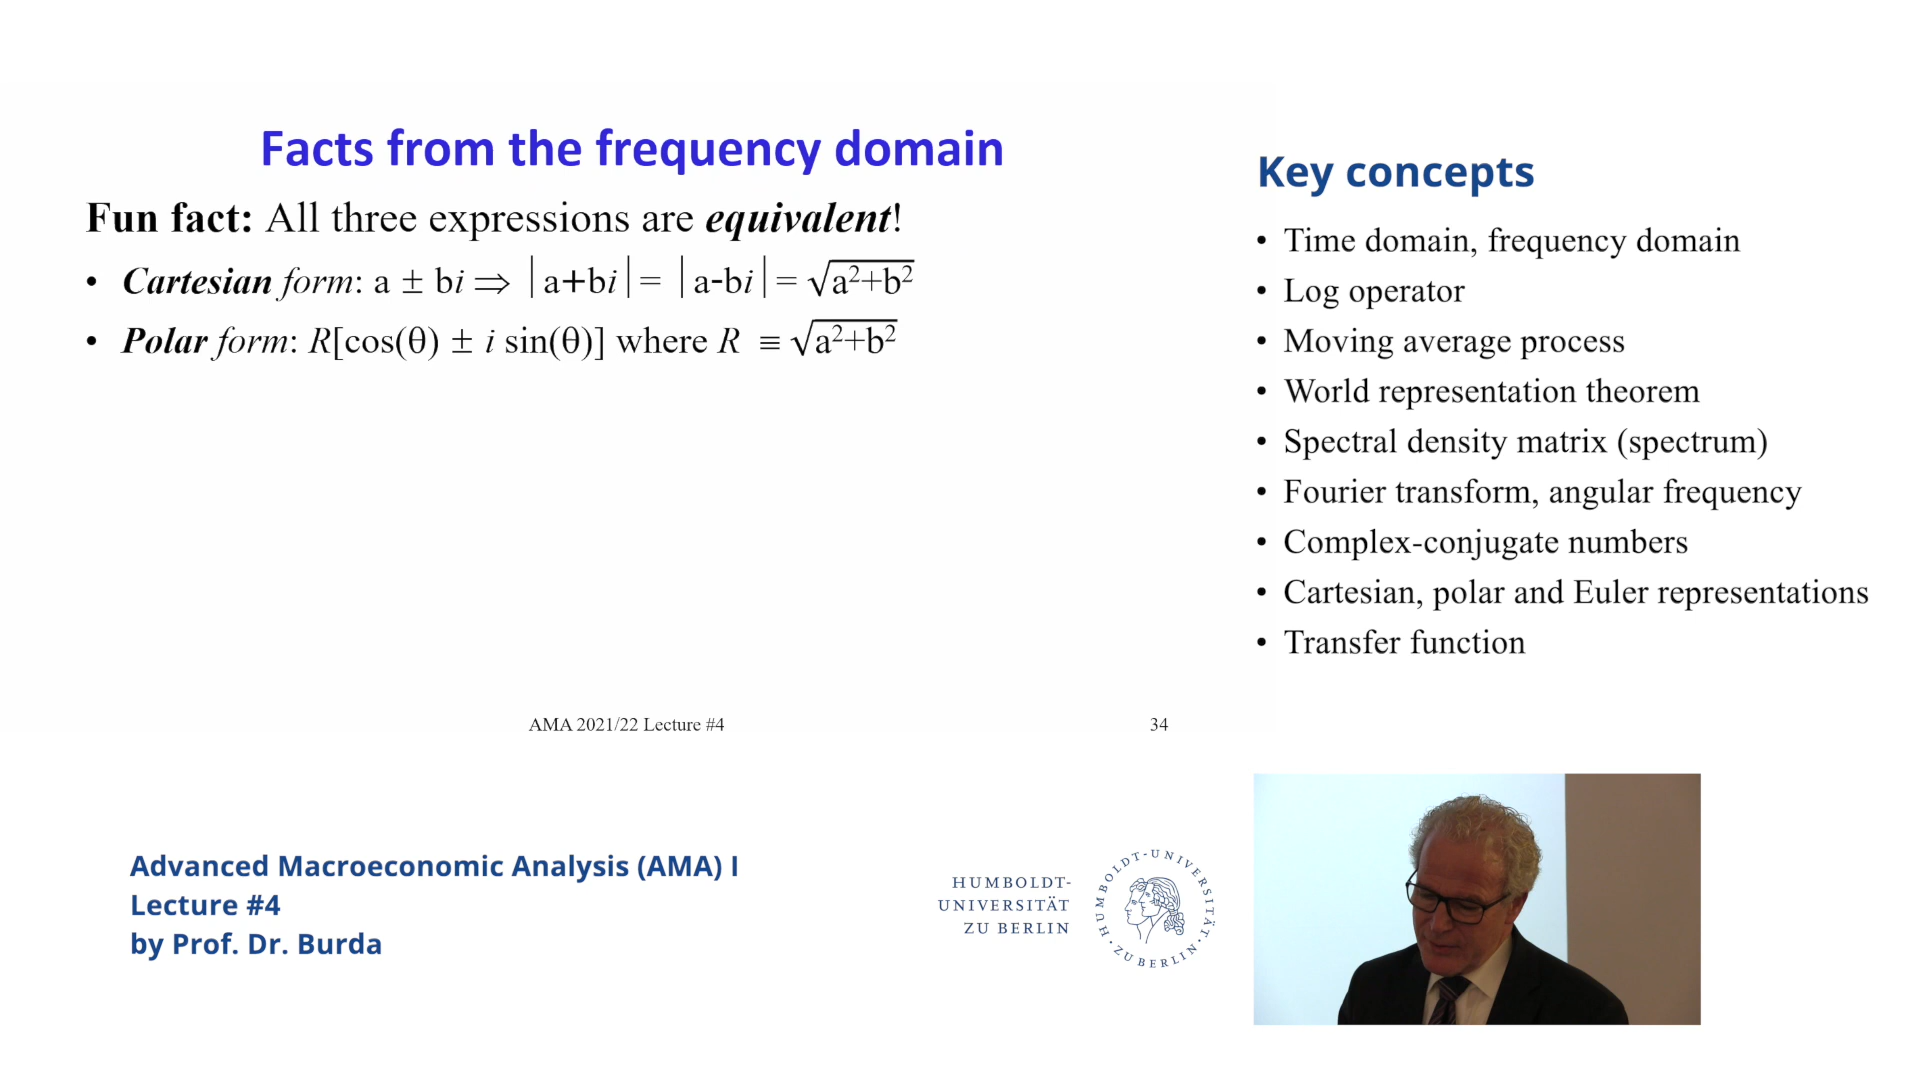 Facts from the frequency domain
Fun fact: All three expressions are equivalent!
• Cartesian form: a ± bi ⇒ |a+bi| = |a-bi| = √a²+b²
• Polar form: R[cos(θ) ± i sin(θ)] where R ≡ √a²+b²
AMA 2021/22 Lecture #4
34
Key concepts
• Time domain, frequency domain
• Log operator
• Moving average process
• World representation theorem
• Spectral density matrix (spectrum)
• Fourier transform, angular frequency
• Complex-conjugate numbers
• Cartesian, polar and Euler representations
• Transfer function
Advanced Macroeconomic Analysis (AMA) I
Lecture #4
by Prof. Dr. Burda
HUMBOLDT-
UNIVERSITÄT
ZU BERLIN
HUMBOLDT-UNIVERSITÄT · ZU BERLIN ·